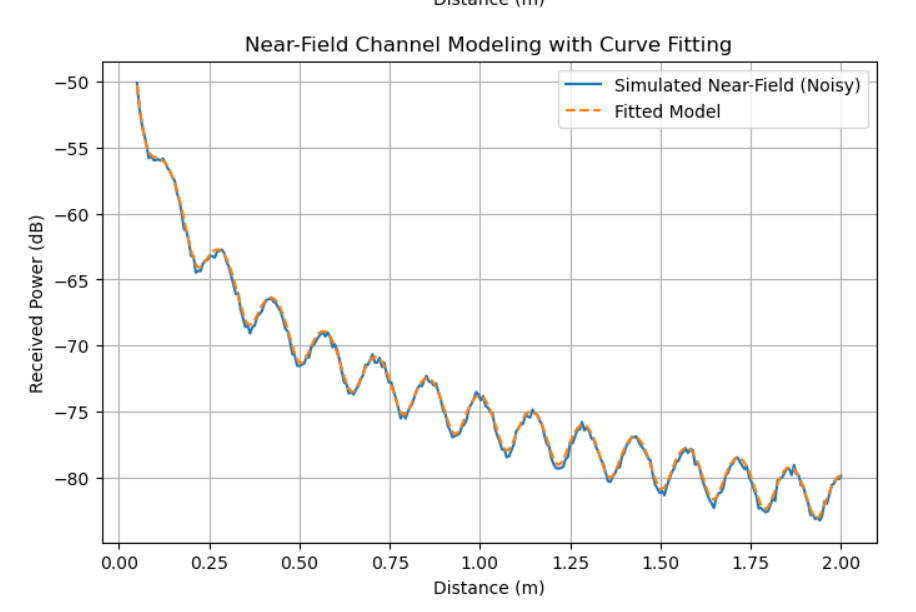 Distance (m)
Near-Field Channel Modeling with Curve Fitting
Simulated Near-Field (Noisy)
Fitted Model
Received Power (dB)
−50
−55
−60
−65
−70
−75
−80
0.00 0.25 0.50 0.75 1.00 1.25 1.50 1.75 2.00
Distance (m)